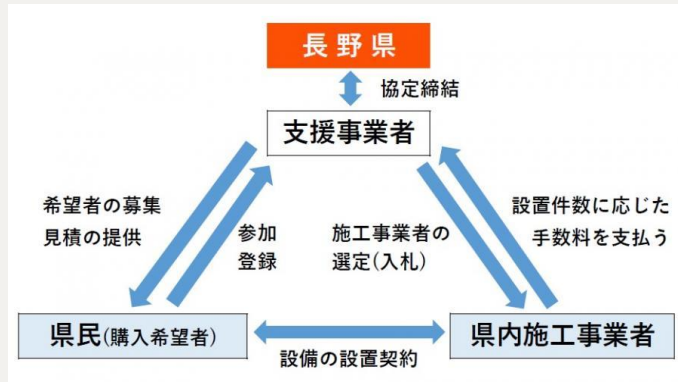 長野県
協定締結
支援事業者
希望者の募集
見積の提供
参加
登録
施工事業者の
選定(入札)
設置件数に応じた
手数料を支払う
県民(購入希望者)
設備の設置契約
県内施工事業者